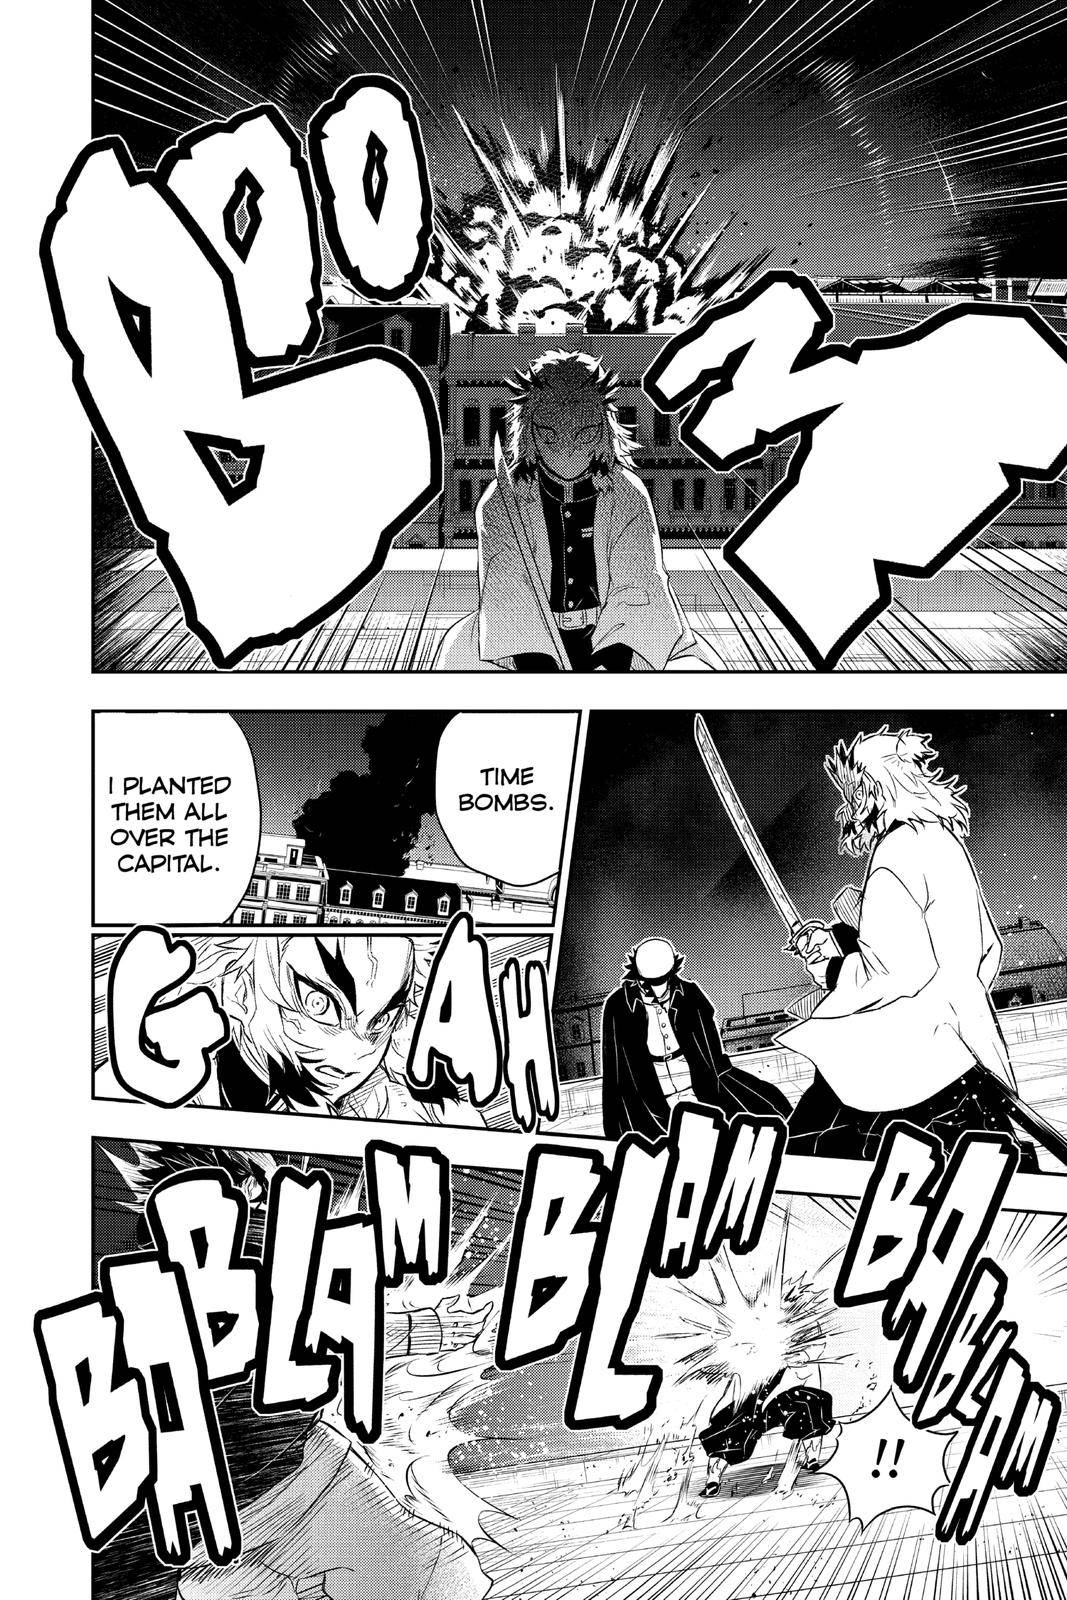 BOOM
TIME
BOMBS.
I PLANTED
THEM ALL
OVER THE
CAPITAL.
GAH
BABLAM BLAM BABLAM
!!